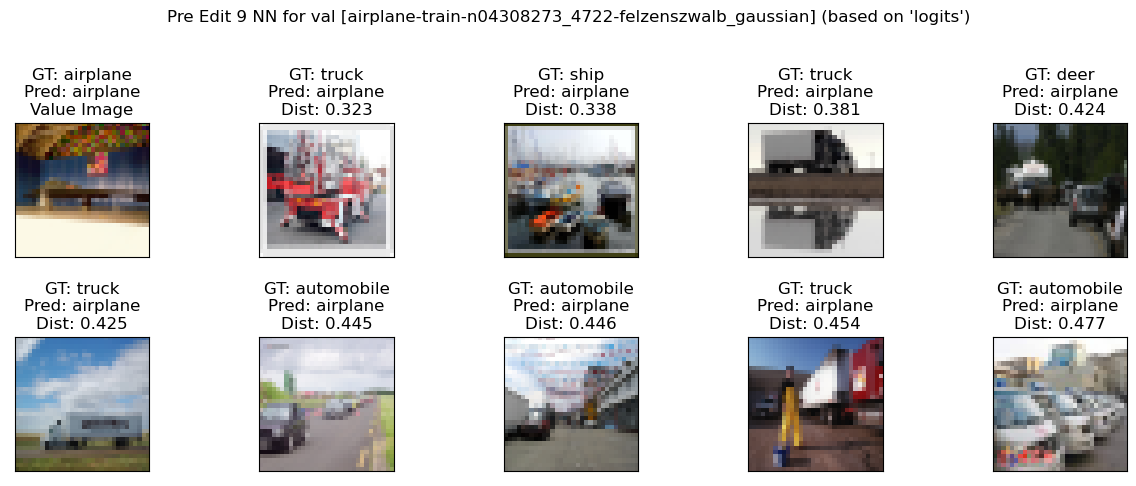 Pre Edit 9 NN for val [airplane-train-n04308273_4722-felzenszwalb_gaussian] (based on 'logits')
GT: airplane
Pred: airplane
Value Image
GT: truck
Pred: airplane
Dist: 0.323
GT: ship
Pred: airplane
Dist: 0.338
GT: truck
Pred: airplane
Dist: 0.381
GT: deer
Pred: airplane
Dist: 0.424
GT: truck
Pred: airplane
Dist: 0.425
GT: automobile
Pred: airplane
Dist: 0.445
GT: automobile
Pred: airplane
Dist: 0.446
GT: truck
Pred: airplane
Dist: 0.454
GT: automobile
Pred: airplane
Dist: 0.477